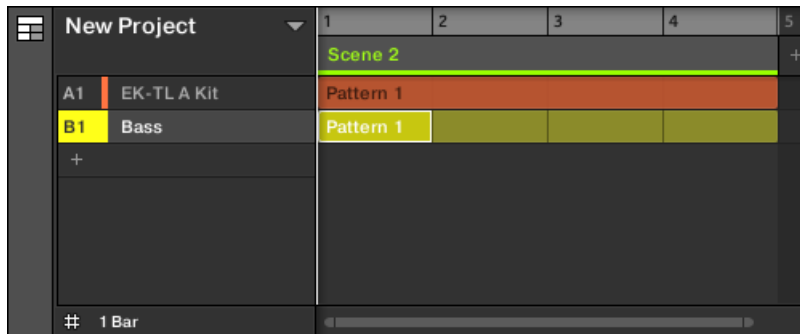 New Project 1 2 3 4 5
Scene 2 +
A1 EK-TL A Kit Pattern 1
B1 Bass Pattern 1
+
# 1 Bar